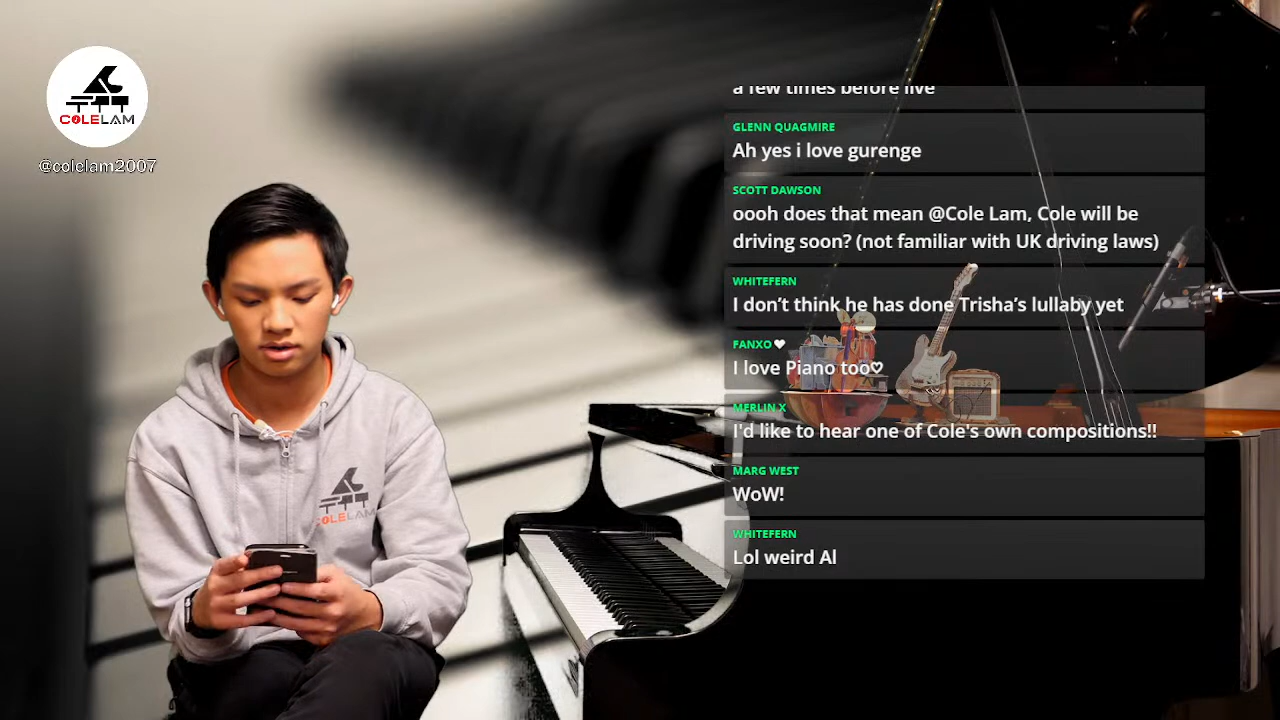 COLELAM
@colelam2007
a few times before live
GLENN QUAGMIRE
Ah yes i love gurenge
SCOTT DAWSON
oooh does that mean @Cole Lam, Cole will be
driving soon? (not familiar with UK driving laws)
WHITEFERN
I don't think he has done Trisha's lullaby yet
FANXO🤍
I love Piano too♡
MERLIN X
I'd like to hear one of Cole's own compositions!!
MARG WEST
WoW!
WHITEFERN
Lol weird Al
COLELAM